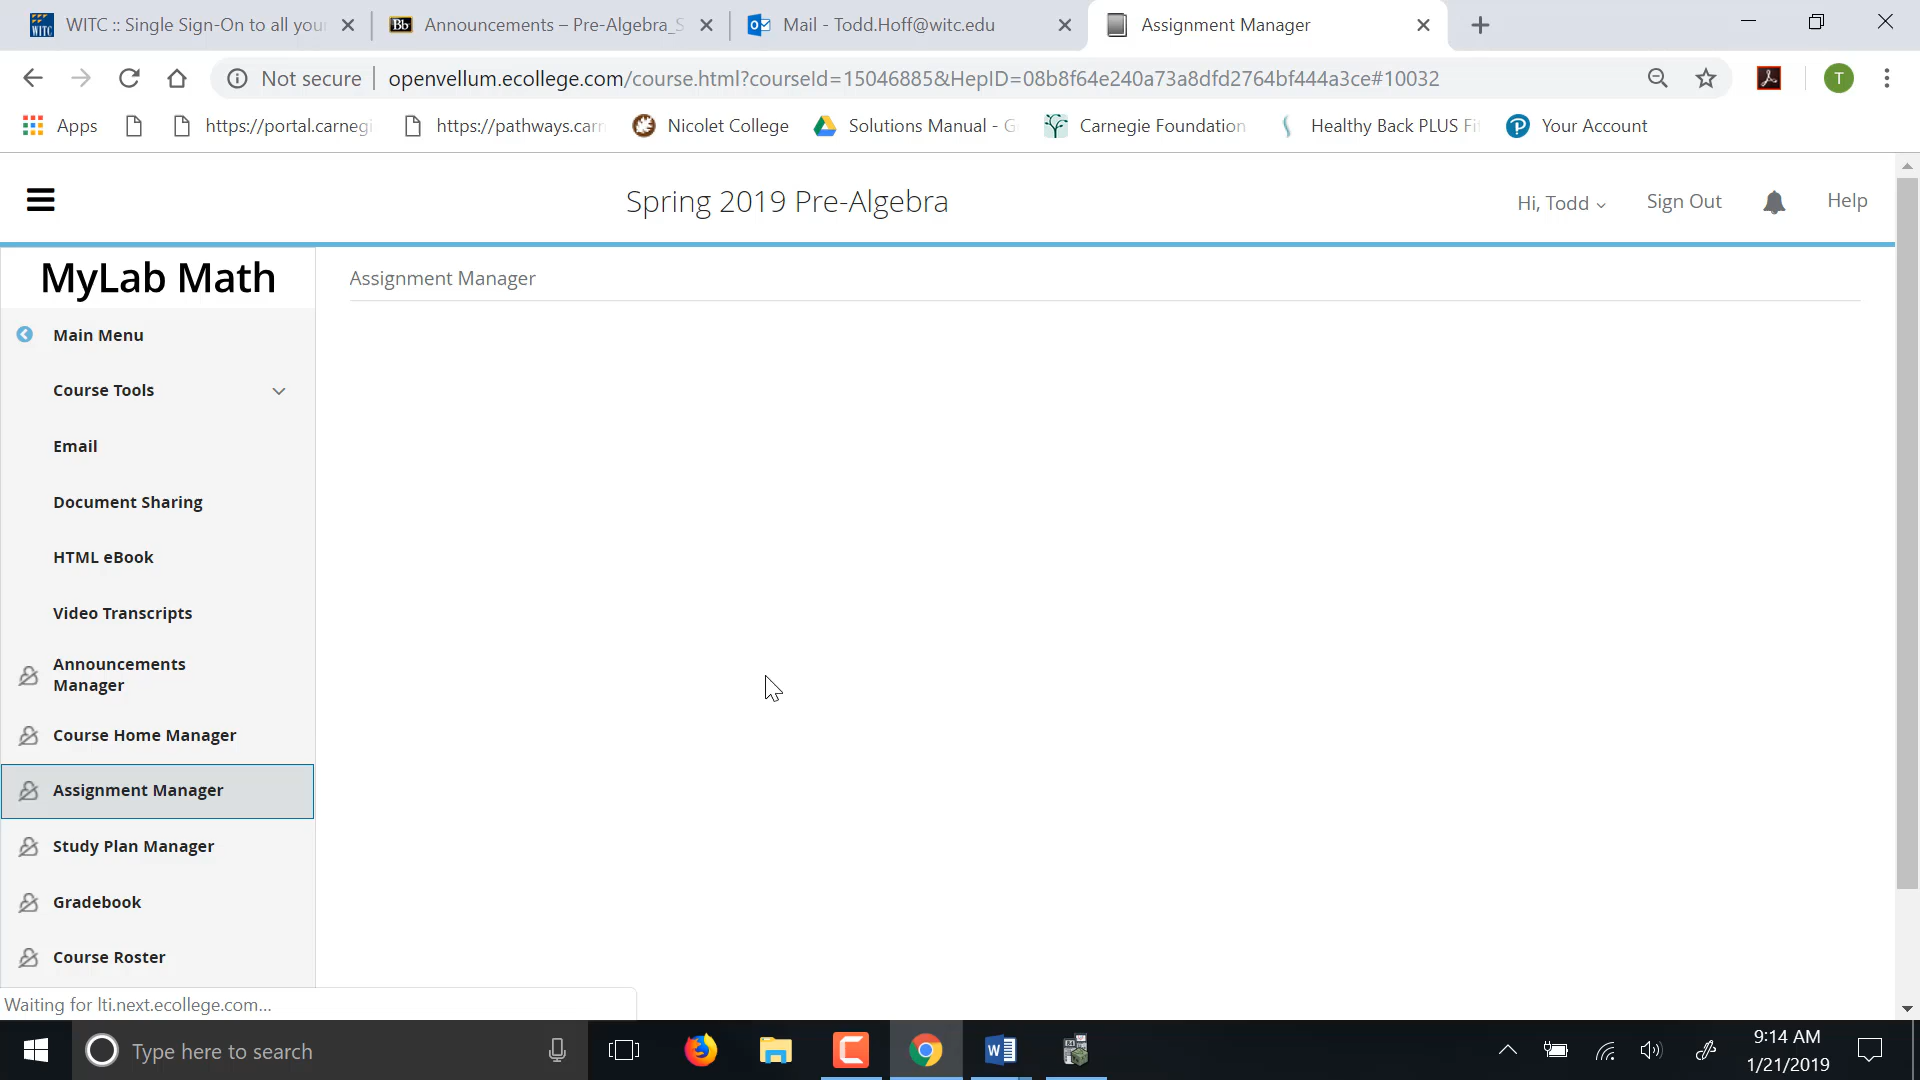 WITC :: Single Sign-On to all your
Announcements – Pre-Algebra_S
Mail - Todd.Hoff@witc.edu
Assignment Manager
Not secure
openvellum.ecollege.com/course.html?courseId=15046885&HepID=08b8f64e240a73a8dfd2764bf444a3ce#10032
T
Apps
https://portal.carnegi
https://pathways.carn
Nicolet College
Solutions Manual - G
Carnegie Foundation
Healthy Back PLUS Fi
Your Account
Spring 2019 Pre-Algebra
Hi, Todd
Sign Out
Help
MyLab Math
Assignment Manager
Main Menu
Course Tools
Email
Document Sharing
HTML eBook
Video Transcripts
Announcements
Manager
Course Home Manager
Assignment Manager
Study Plan Manager
Gradebook
Course Roster
Waiting for lti.next.ecollege.com...
Type here to search
9:14 AM
1/21/2019